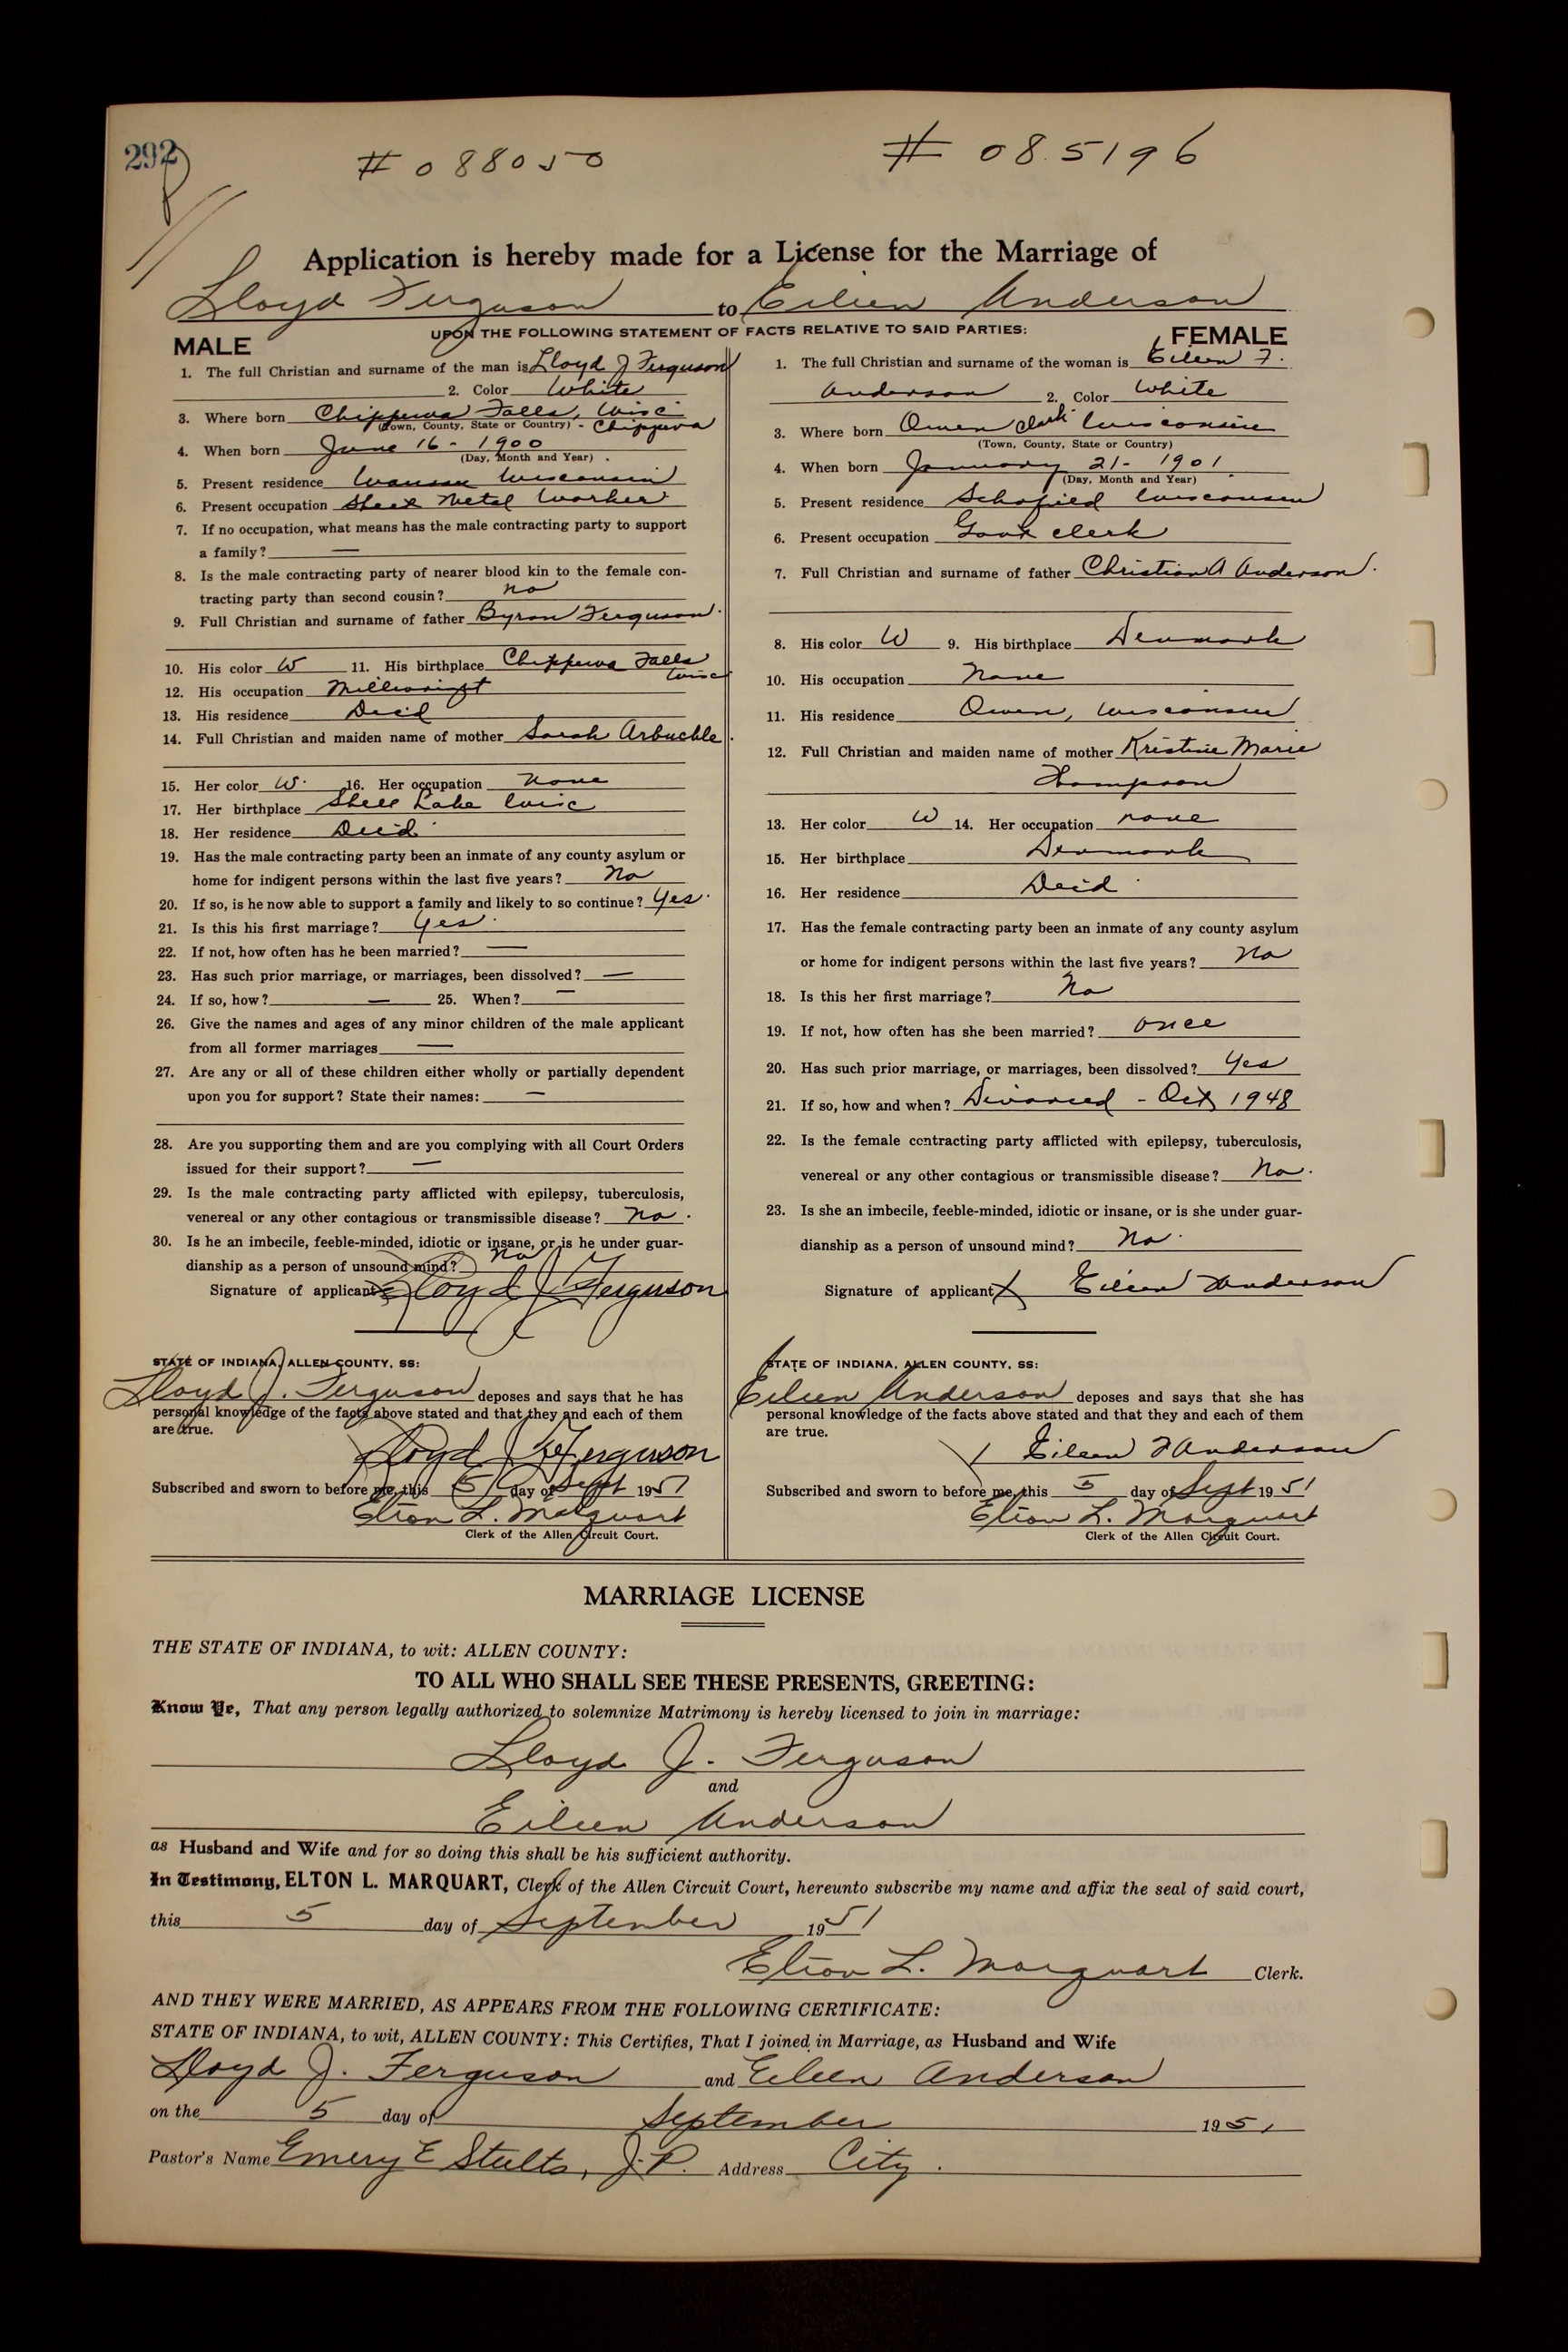 292
# 088050
# 085196
Application is hereby made for a License for the Marriage of
Lloyd Ferguson to Eileen Anderson
UPON THE FOLLOWING STATEMENT OF FACTS RELATIVE TO SAID PARTIES:
MALE
1. The full Christian and surname of the man is Lloyd J Ferguson
2. Color White
3. Where born Chippewa Falls, Wisc
(Town, County, State or Country) - Chippewa
4. When born June 16 - 1900
(Day, Month and Year)
5. Present residence Wausau Wisconsin
6. Present occupation Sheet Metal Worker
7. If no occupation, what means has the male contracting party to support
a family? —
8. Is the male contracting party of nearer blood kin to the female con-
tracting party than second cousin? no
9. Full Christian and surname of father Byron Ferguson
10. His color W 11. His birthplace Chippewa Falls
Wisc
12. His occupation Millwright
13. His residence Dec'd
14. Full Christian and maiden name of mother Sarah Arbuckle
15. Her color W. 16. Her occupation none
17. Her birthplace Shell Lake Wisc
18. Her residence Dec'd
19. Has the male contracting party been an inmate of any county asylum or
home for indigent persons within the last five years? No
20. If so, is he now able to support a family and likely to so continue? Yes
21. Is this his first marriage? Yes
22. If not, how often has he been married? —
23. Has such prior marriage, or marriages, been dissolved? —
24. If so, how? — 25. When? —
26. Give the names and ages of any minor children of the male applicant
from all former marriages —
27. Are any or all of these children either wholly or partially dependent
upon you for support? State their names: —
28. Are you supporting them and are you complying with all Court Orders
issued for their support? —
29. Is the male contracting party afflicted with epilepsy, tuberculosis,
venereal or any other contagious or transmissible disease? no.
30. Is he an imbecile, feeble-minded, idiotic or insane, or is he under guar-
dianship as a person of unsound mind? no
Signature of applicant Lloyd J Ferguson
STATE OF INDIANA, ALLEN COUNTY, SS:
Lloyd J. Ferguson deposes and says that he has
personal knowledge of the facts above stated and that they and each of them
are true.
Lloyd J Ferguson
Subscribed and sworn to before me, this 5 day of Sept 1951
Elton L. Marquart
Clerk of the Allen Circuit Court.
FEMALE
1. The full Christian and surname of the woman is Eileen F.
Anderson 2. Color White
3. Where born Owen Clark Wisconsin
(Town, County, State or Country)
4. When born January 21 - 1901
(Day, Month and Year)
5. Present residence Schofield Wisconsin
6. Present occupation Govt clerk
7. Full Christian and surname of father Christian A Anderson.
8. His color W 9. His birthplace Denmark
10. His occupation None
11. His residence Owen, Wisconsin
12. Full Christian and maiden name of mother Kristine Marie
Thompson
13. Her color W 14. Her occupation none
15. Her birthplace Denmark
16. Her residence Dec'd
17. Has the female contracting party been an inmate of any county asylum
or home for indigent persons within the last five years? No
18. Is this her first marriage? No
19. If not, how often has she been married? once
20. Has such prior marriage, or marriages, been dissolved? Yes
21. If so, how and when? Divorced - Oct 1948
22. Is the female contracting party afflicted with epilepsy, tuberculosis,
venereal or any other contagious or transmissible disease? No.
23. Is she an imbecile, feeble-minded, idiotic or insane, or is she under guar-
dianship as a person of unsound mind? No
Signature of applicant X Eileen Anderson
STATE OF INDIANA, ALLEN COUNTY, SS:
Eileen Anderson deposes and says that she has
personal knowledge of the facts above stated and that they and each of them
are true.
X Eileen F Anderson
Subscribed and sworn to before me, this 5 day of Sept 1951
Elton L. Marquart
Clerk of the Allen Circuit Court.
MARRIAGE LICENSE
THE STATE OF INDIANA, to wit: ALLEN COUNTY:
TO ALL WHO SHALL SEE THESE PRESENTS, GREETING:
Know Ye, That any person legally authorized to solemnize Matrimony is hereby licensed to join in marriage:
Lloyd J. Ferguson
and
Eileen Anderson
as Husband and Wife and for so doing this shall be his sufficient authority.
In Testimony, ELTON L. MARQUART, Clerk of the Allen Circuit Court, hereunto subscribe my name and affix the seal of said court,
this 5 day of September 1951
Elton L. Marquart Clerk.
AND THEY WERE MARRIED, AS APPEARS FROM THE FOLLOWING CERTIFICATE:
STATE OF INDIANA, to wit, ALLEN COUNTY: This Certifies, That I joined in Marriage, as Husband and Wife
Lloyd J. Ferguson and Eileen Anderson
on the 5 day of September 1951
Pastor's Name Emery E Stults, J.P. Address City.